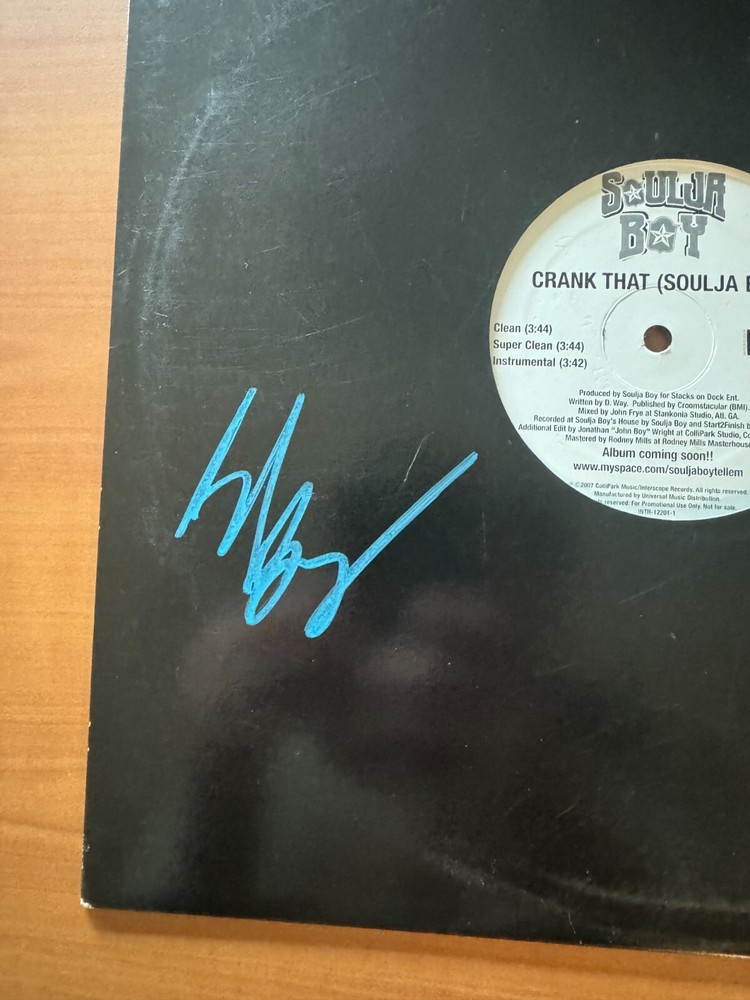 SOULJA
BOY
CRANK THAT (SOULJA B
Clean (3:44)
Super Clean (3:44)
Instrumental (3:42)
Produced by Soulja Boy for Stacks on Deck Ent.
Written by D. Way. Published by Croomstacular (BMI).
Mixed by John Frye at Stankonia Studio, Atl. GA.
Recorded at Soulja Boy's House by Soulja Boy and Start2Finish b
Additional Edit by Jonathan "John Boy" Wright at ColliPark Studio, Co
Mastered by Rodney Mills at Rodney Mills Masterhouse
Album coming soon!!
www.myspace.com/souljaboytellem
℗ ©2007 ColliPark Music/Interscope Records. All rights reserved.
Manufactured by Universal Music Distribution.
reserved. For Promotional Use Only. Not for sale.
INTR-12201-1